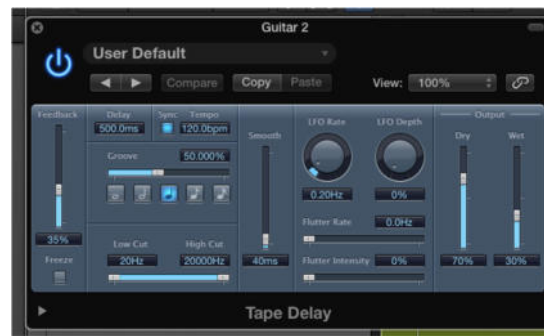 Guitar 2
User Default
Compare Copy Paste View: 100%
Feedback Delay Sync Tempo LFO Rate LFO Depth Output
500.0ms 120.0bpm Smooth Dry Wet
Groove 50.000%
0.20Hz 0%
Flutter Rate 0.0Hz
35% Low Cut High Cut
Freeze 20Hz 20000Hz 40ms Flutter Intensity 0% 70% 30%
Tape Delay